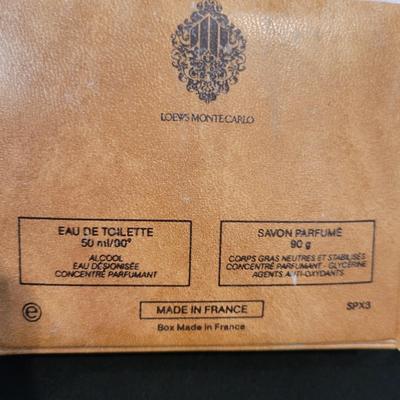 LOEWS MONTE CARLO
EAU DE TOILETTE
50 ml/90°
ALCOOL
EAU DÉSIONISÉE
CONCENTRÉ PARFUMANT
SAVON PARFUMÉ
90 g
CORPS GRAS NEUTRES ET STABILISÉS
CONCENTRÉ PARFUMANT - GLYCÉRINE
AGENTS ANTI-OXYDANTS
e
MADE IN FRANCE
SPX3
Box Made in France